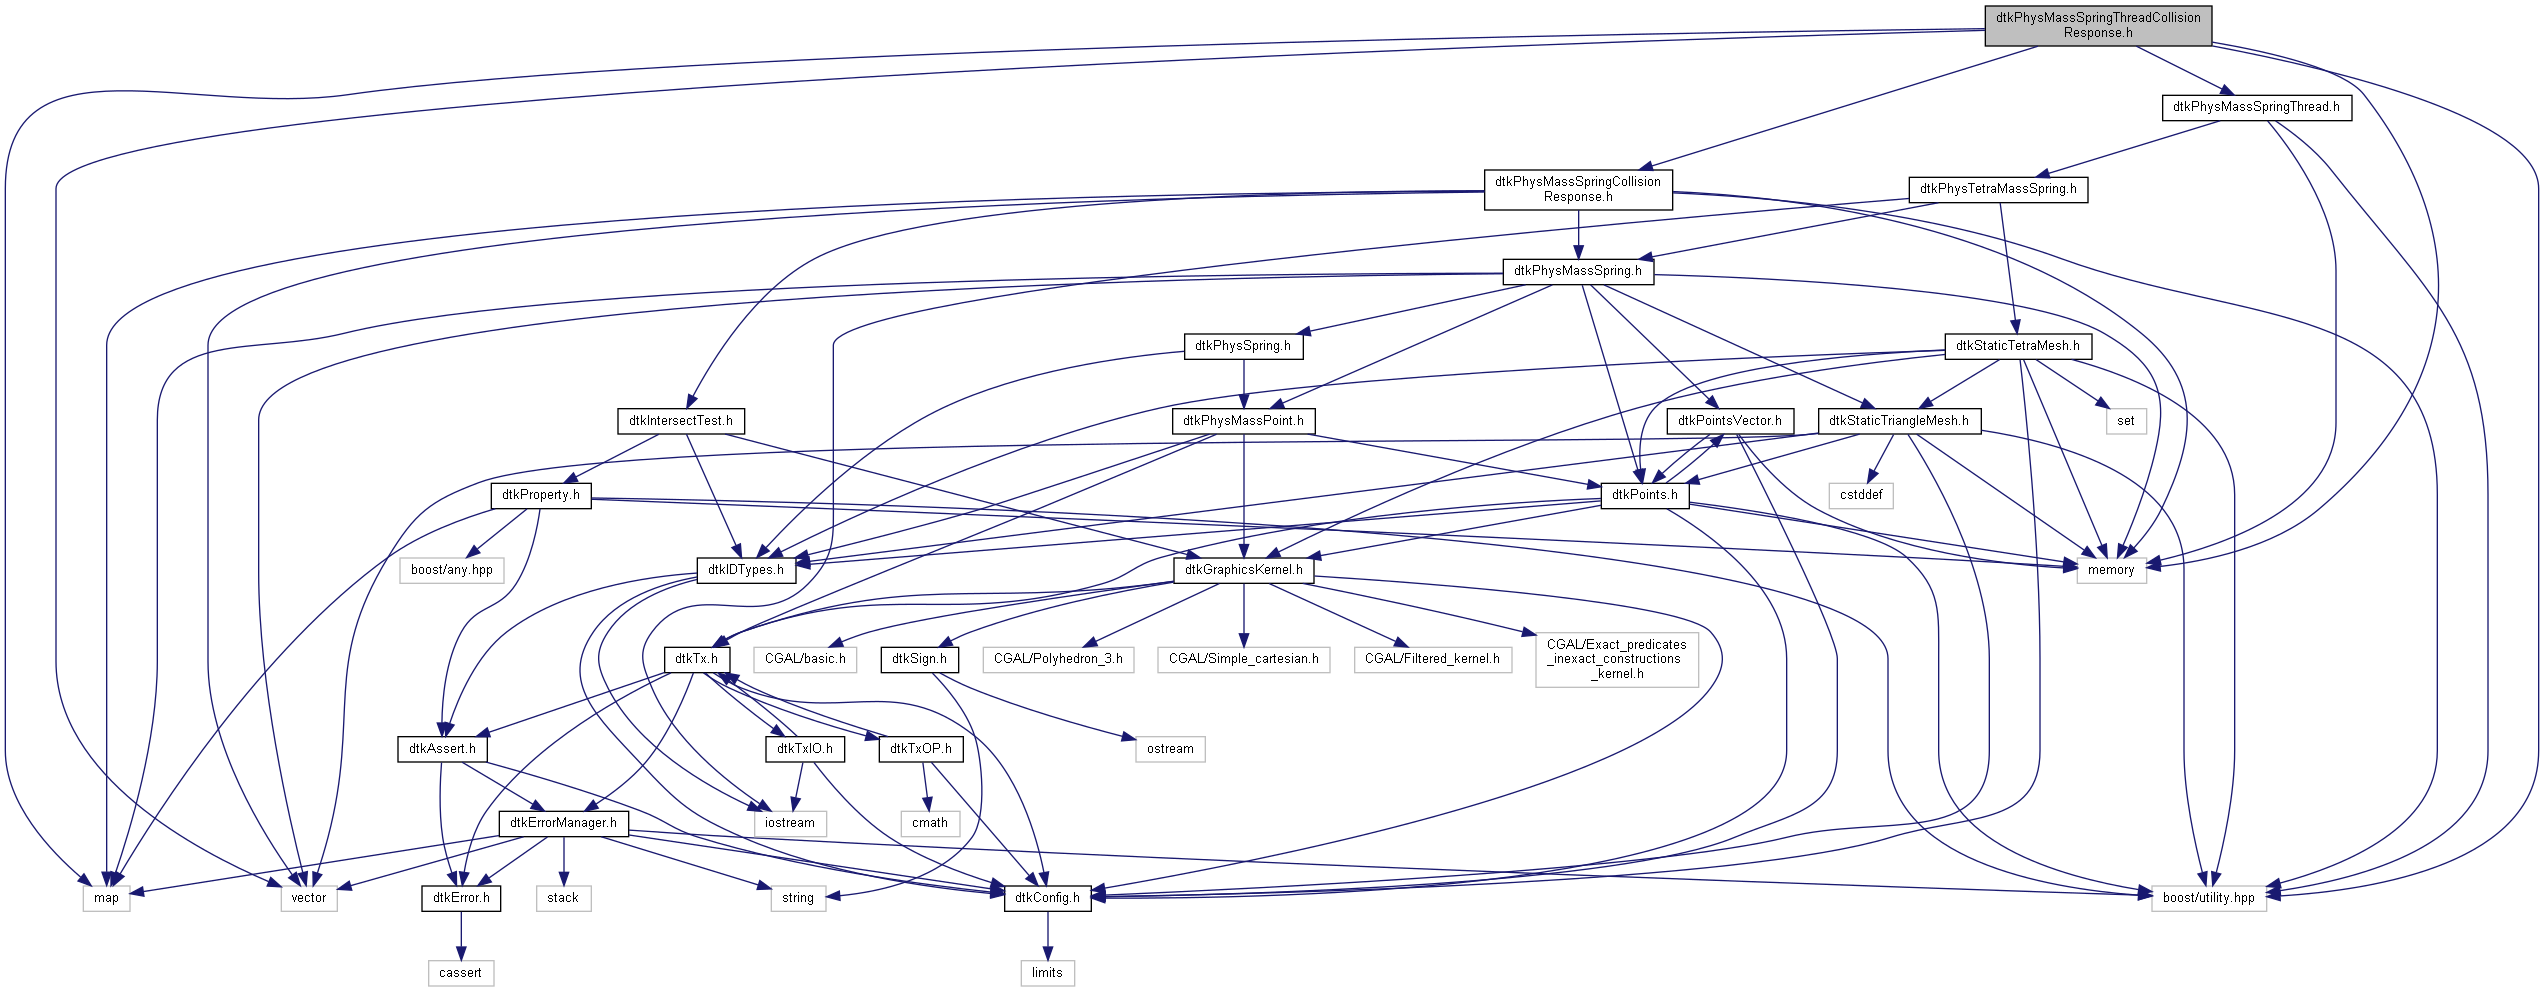 dtkPhysMassSpringThreadCollision
Response.h
dtkPhysMassSpringThread.h
dtkPhysMassSpringCollision
Response.h
dtkPhysTetraMassSpring.h
dtkPhysMassSpring.h
dtkPhysSpring.h
dtkStaticTetraMesh.h
dtkIntersectTest.h
dtkPhysMassPoint.h
dtkPointsVector.h
dtkStaticTriangleMesh.h
set
dtkProperty.h
dtkPoints.h
cstddef
boost/any.hpp
dtkIDTypes.h
dtkGraphicsKernel.h
memory
dtkTx.h
CGAL/basic.h
dtkSign.h
CGAL/Polyhedron_3.h
CGAL/Simple_cartesian.h
CGAL/Filtered_kernel.h
CGAL/Exact_predicates
_inexact_constructions
_kernel.h
dtkAssert.h
dtkTxIO.h
dtkTxOP.h
ostream
dtkErrorManager.h
iostream
cmath
map
vector
dtkError.h
stack
string
dtkConfig.h
boost/utility.hpp
cassert
limits